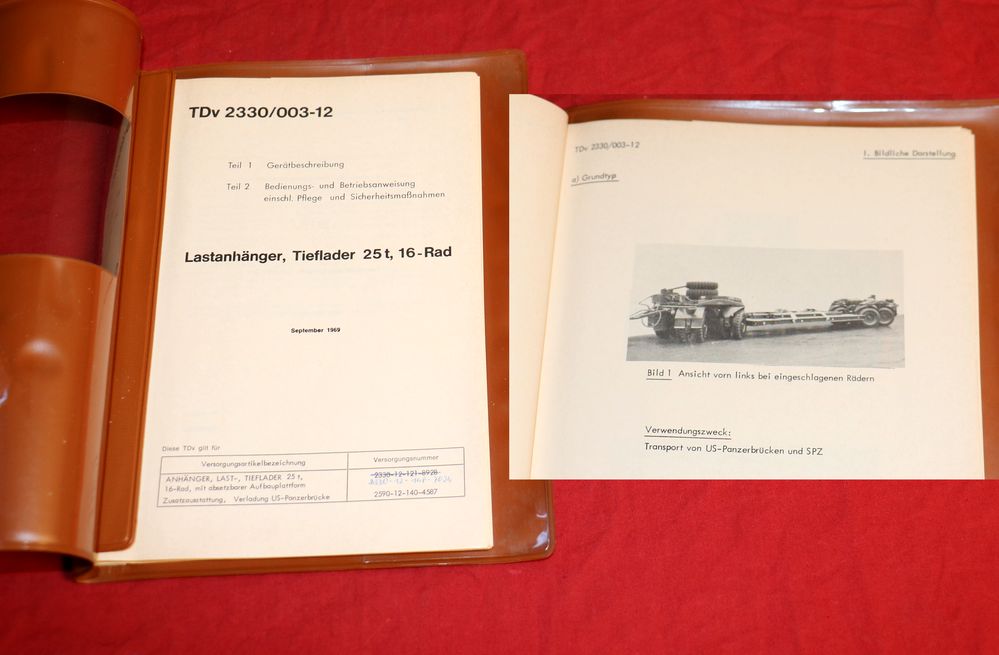 TDv 2330/003-12
Teil 1 Gerätbeschreibung
Teil 2 Bedienungs- und Betriebsanweisung
einschl. Pflege und Sicherheitsmaßnahmen
Lastanhänger, Tieflader 25 t, 16-Rad
September 1969
Diese TDv gilt für
Versorgungsartikelbezeichnung
Versorgungsnummer
ANHÄNGER, LAST-, TIEFLADER 25 t,
16-Rad, mit absetzbarer Aufbauplattform
2330-12-121-8928
Zusatzausstattung, Verladung US-Panzerbrücke
2590-12-140-4587
TDv 2330/003-12
1. Bildliche Darstellung
a) Grundtyp
Bild 1 Ansicht vorn links bei eingeschlagenen Rädern
Verwendungszweck:
Transport von US-Panzerbrücken und SPZ